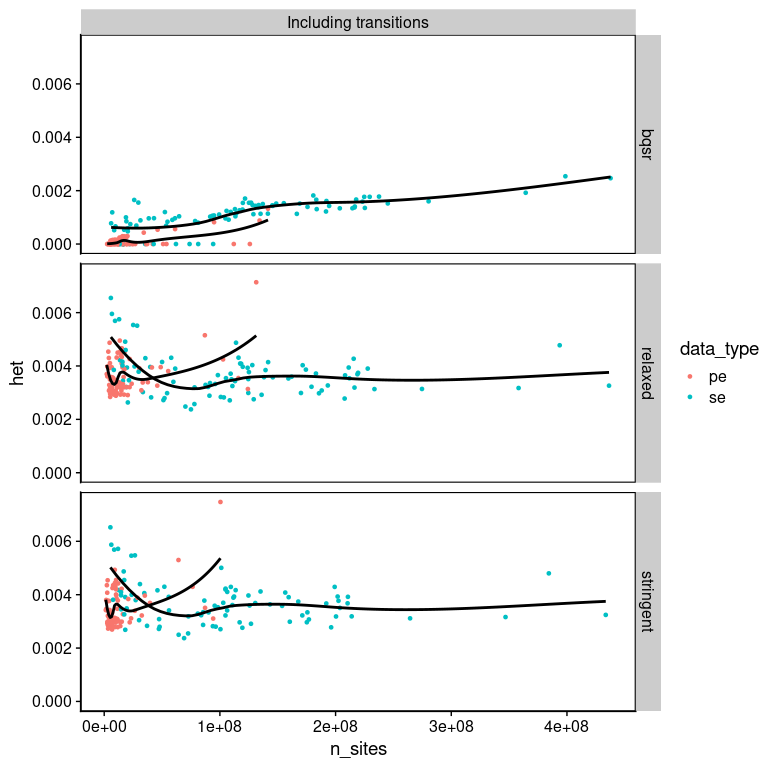 Including transitions
0.006
0.004
0.002
0.000
bqsr
0.006
0.004
0.002
0.000
relaxed
het
data_type
pe
se
0.006
0.004
0.002
0.000
stringent
0e+00 1e+08 2e+08 3e+08 4e+08
n_sites